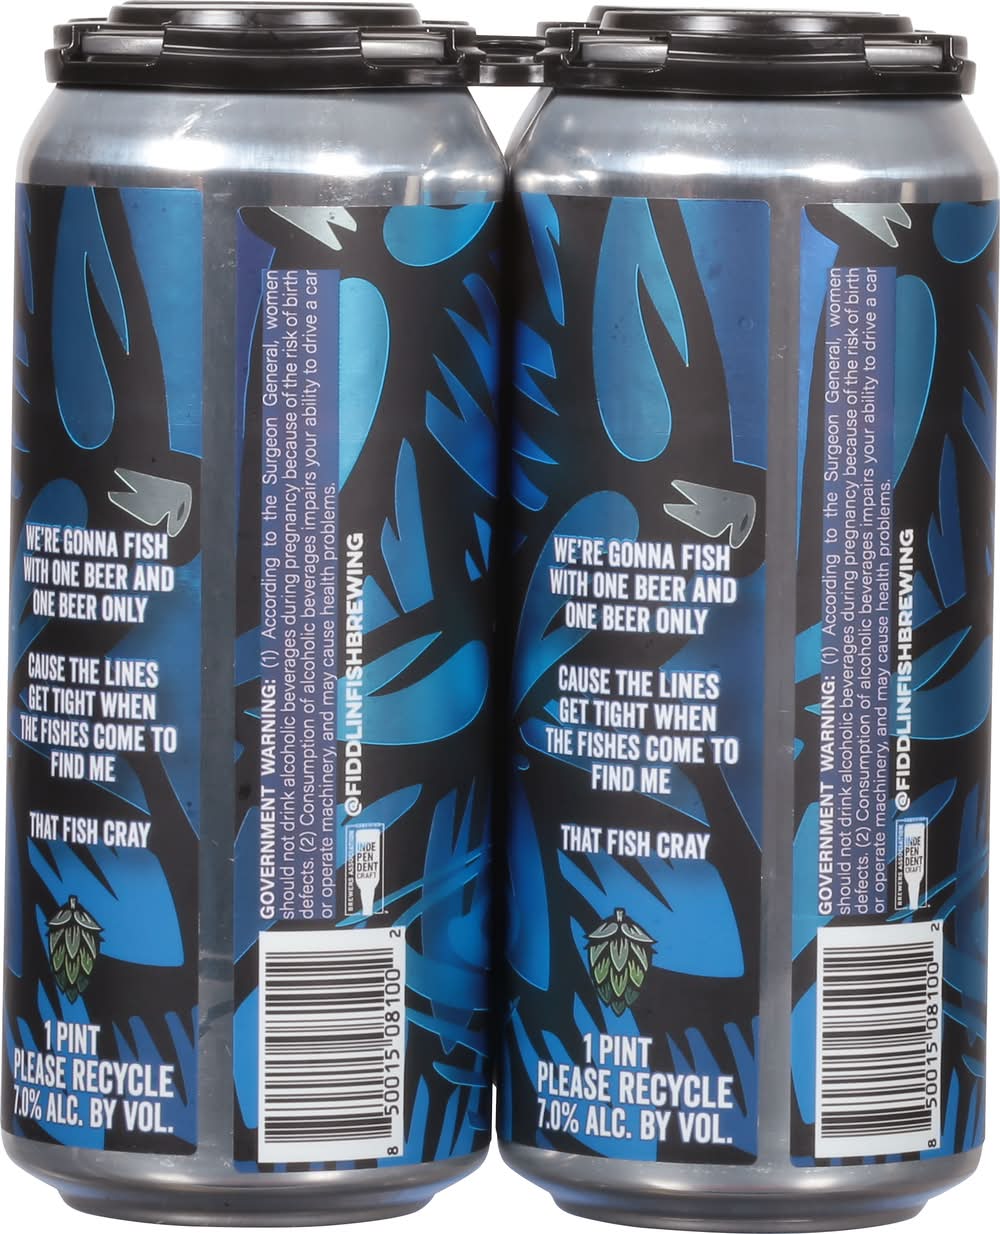 WE'RE GONNA FISH
WITH ONE BEER AND
ONE BEER ONLY
CAUSE THE LINES
GET TIGHT WHEN
THE FISHES COME TO
FIND ME
THAT FISH CRAY
1 PINT
PLEASE RECYCLE
7.0% ALC. BY VOL.
GOVERNMENT WARNING: (1) According to the Surgeon General, women
should not drink alcoholic beverages during pregnancy because of the risk of birth
defects. (2) Consumption of alcoholic beverages impairs your ability to drive a car
or operate machinery, and may cause health problems.
@FIDDLINFISHBREWING
BREWERS ASSOCIATION
CERTIFIED
INDE
PEN
DENT
CRAFT
8 50015 08100 2
WE'RE GONNA FISH
WITH ONE BEER AND
ONE BEER ONLY
CAUSE THE LINES
GET TIGHT WHEN
THE FISHES COME TO
FIND ME
THAT FISH CRAY
1 PINT
PLEASE RECYCLE
7.0% ALC. BY VOL.
GOVERNMENT WARNING: (1) According to the Surgeon General, women
should not drink alcoholic beverages during pregnancy because of the risk of birth
defects. (2) Consumption of alcoholic beverages impairs your ability to drive a car
or operate machinery, and may cause health problems.
@FIDDLINFISHBREWING
BREWERS ASSOCIATION
CERTIFIED
INDE
PEN
DENT
CRAFT
8 50015 08100 2